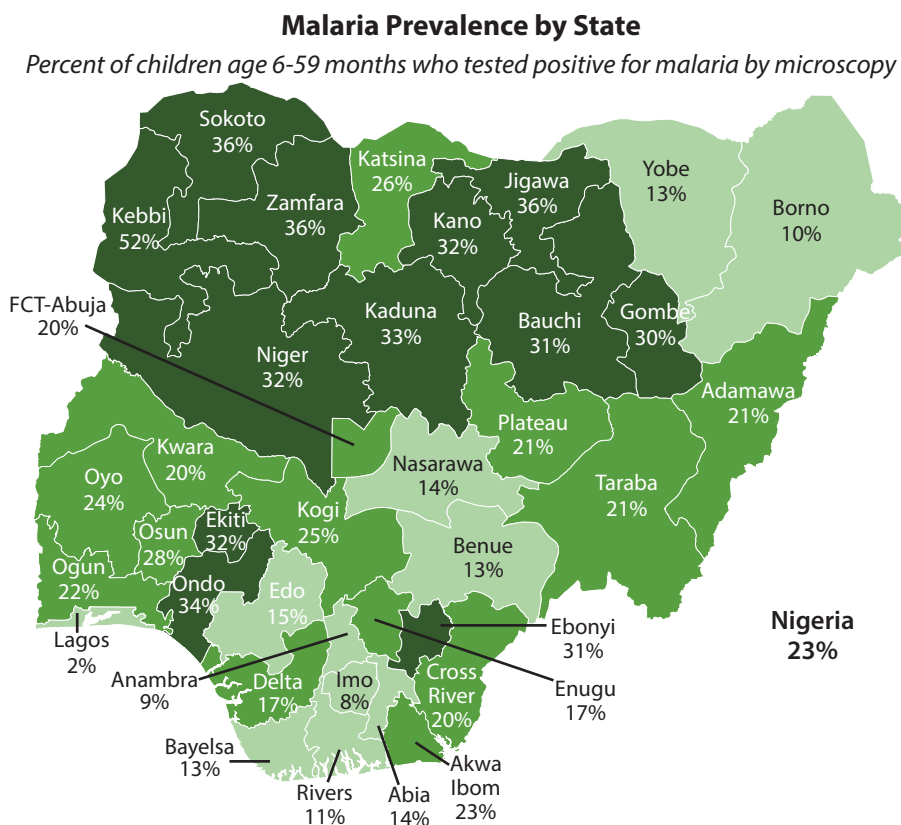 Malaria Prevalence by State
Percent of children age 6-59 months who tested positive for malaria by microscopy
Sokoto
36%
Katsina
26%
Yobe
13%
Jigawa
36%
Zamfara
36%
Kebbi
52%
Kano
32%
Borno
10%
FCT-Abuja
20%
Kaduna
33%
Bauchi
31%
Gombe
30%
Niger
32%
Adamawa
21%
Plateau
21%
Kwara
20%
Nasarawa
14%
Oyo
24%
Taraba
21%
Kogi
25%
Ekiti
32%
Osun
28%
Benue
13%
Ogun
22%
Ondo
34%
Edo
15%
Nigeria
23%
Ebonyi
31%
Lagos
2%
Anambra
9%
Delta
17%
Imo
8%
Cross
River
20%
Enugu
17%
Bayelsa
13%
Rivers
11%
Abia
14%
Akwa
Ibom
23%